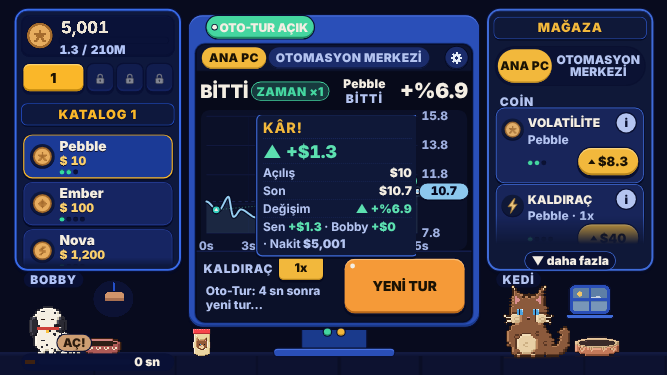 5,001
1.3 / 210M
1
KATALOG 1
Pebble
$ 10
Ember
$ 100
Nova
$ 1,200
BOBBY
AÇ!
0 sn
OTO-TUR AÇIK
ANA PC
OTOMASYON MERKEZİ
BİTTİ
ZAMAN ×1
Pebble
BİTTİ
+%6.9
15.8
13.8
11.8
10.7
7.8
0s
3s
5s
KÂR!
+$1.3
Açılış $10
Son $10.7
Değişim +%6.9
Sen +$1.3 · Bobby +$0
· Nakit $5,001
KALDIRAÇ 1x
Oto-Tur: 4 sn sonra
yeni tur...
YENİ TUR
MAĞAZA
ANA PC
OTOMASYON
MERKEZİ
COİN
VOLATİLİTE
i
Pebble
$8.3
KALDIRAÇ
i
Pebble · 1x
$40
daha fazla
KEDİ